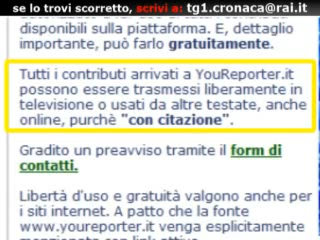 se lo trovi scorretto, scrivi a: tg1.cronaca@rai.it
disponibili sulla piattaforma. E, dettaglio
importante, può farlo gratuitamente.
Tutti i contributi arrivati a YouReporter.it
possono essere trasmessi liberamente in
televisione o usati da altre testate, anche
online, purchè "con citazione".
Gradito un preavviso tramite il form di
contatti.
Libertà d'uso e gratuità valgono anche per
i siti internet. A patto che la fonte
www.youreporter.it venga esplicitamente